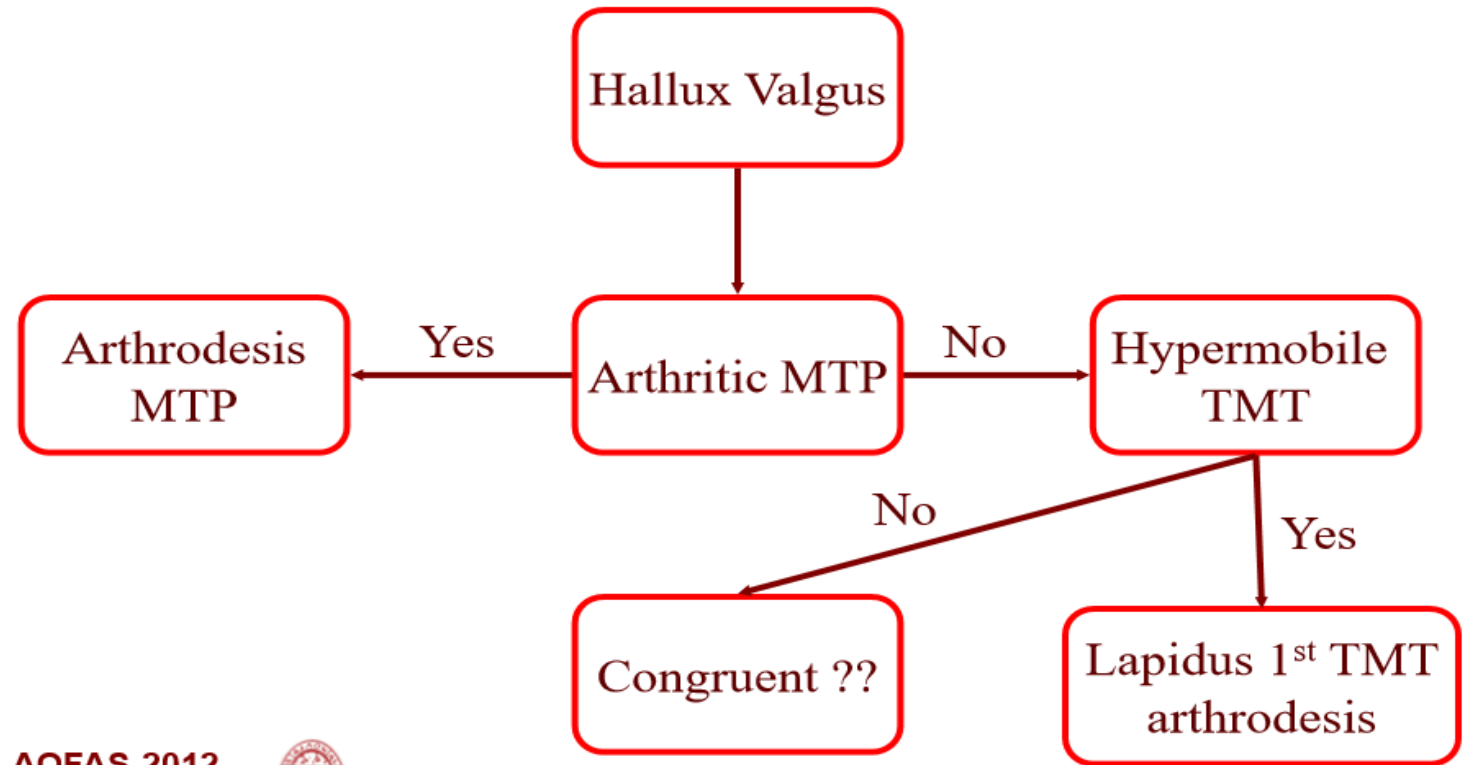 Hallux Valgus
Arthrodesis
MTP
Yes
Arthritic MTP
No
Hypermobile
TMT
No
Yes
Congruent ??
Lapidus 1st TMT
arthrodesis
AOFAS 2012